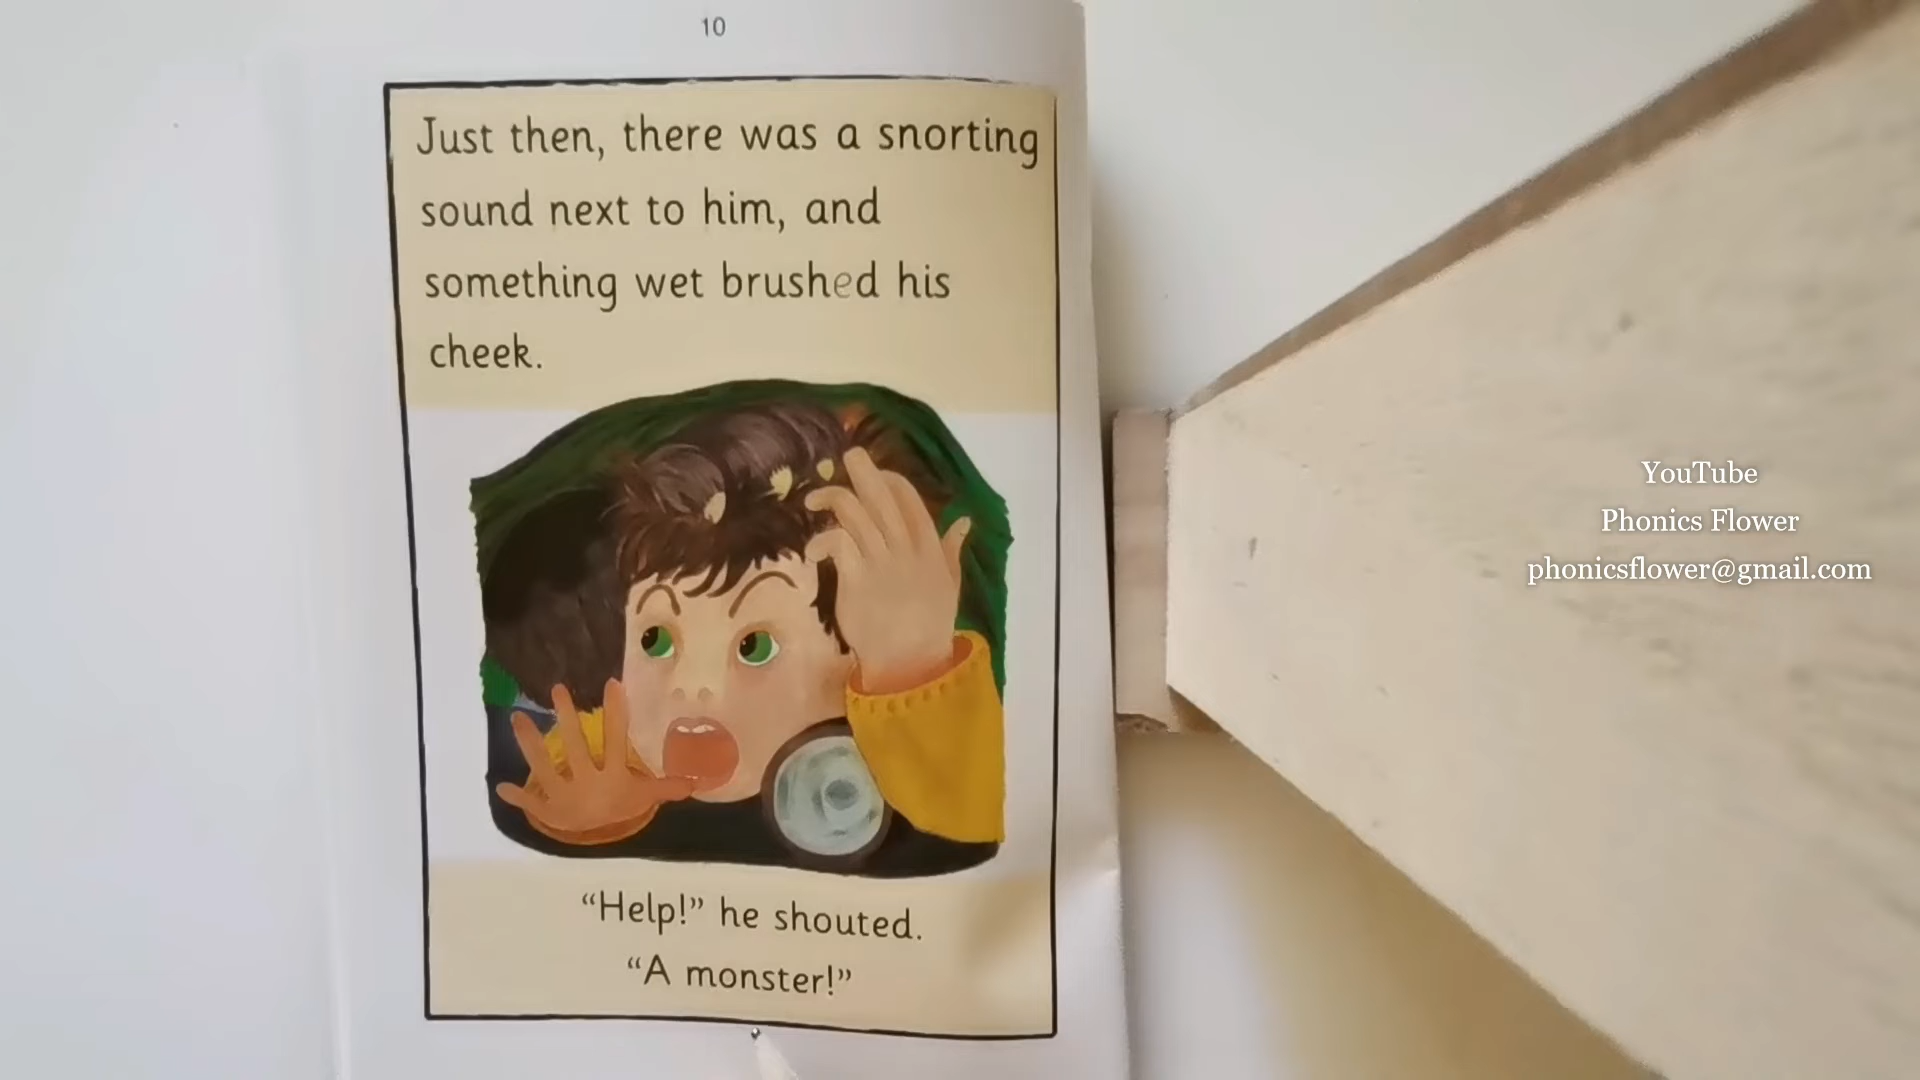 10
Just then, there was a snorting
sound next to him, and
something wet brushed his
cheek.
“Help!” he shouted.
“A monster!”
YouTube
Phonics Flower
phonicsflower@gmail.com